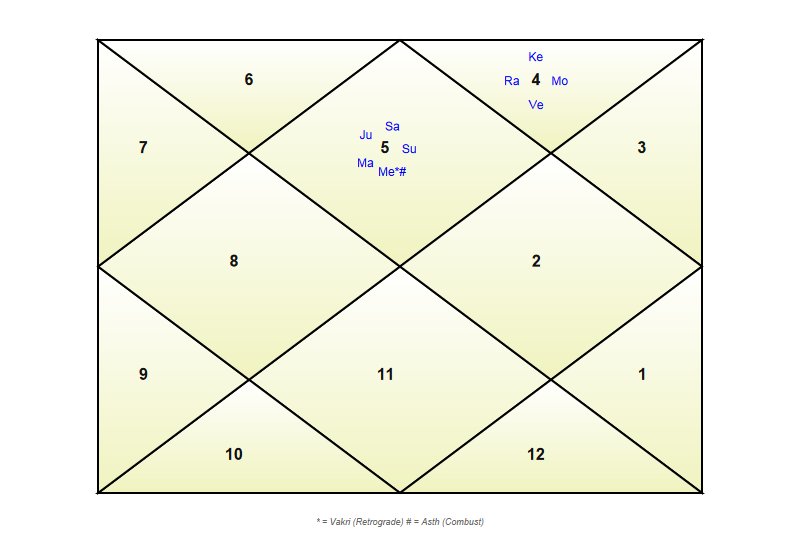 Ke
6
Ra 4 Mo
Ve
Sa
Ju
7
5 Su
3
Ma
Me*#
8
2
9
11
1
10
12
* = Vakri (Retrograde) # = Asth (Combust)